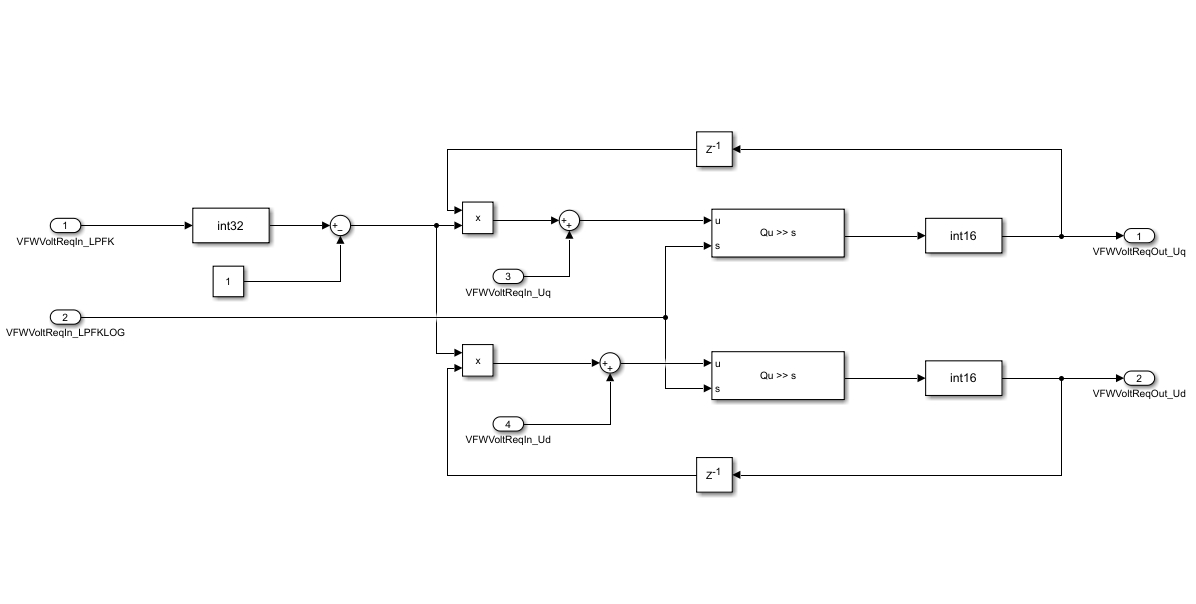 Z-1
1
VFWVoltReqIn_LPFK
int32
+
−
x
+
+
3
VFWVoltReqIn_Uq
u
s
Qu >> s
int16
1
VFWVoltReqOut_Uq
1
2
VFWVoltReqIn_LPFKLOG
x
+
+
4
VFWVoltReqIn_Ud
u
s
Qu >> s
int16
2
VFWVoltReqOut_Ud
Z-1